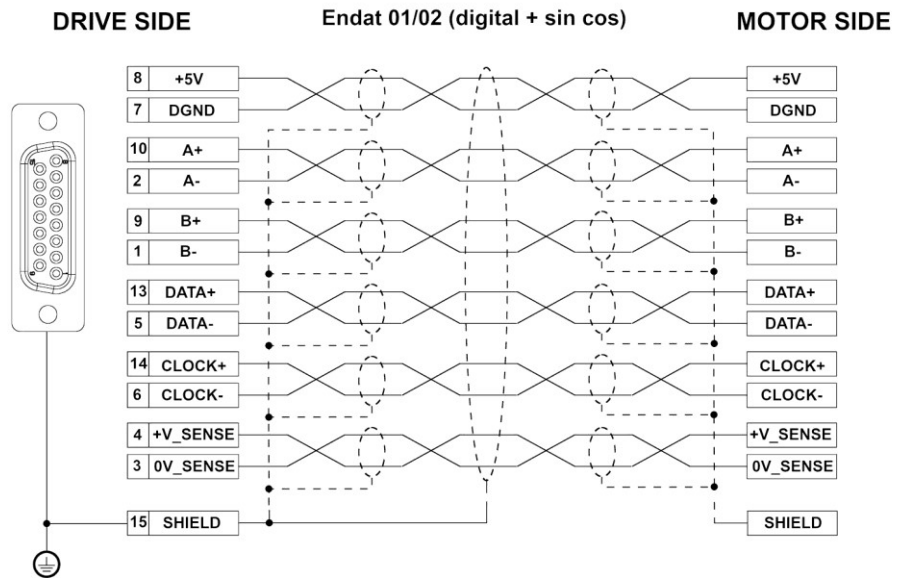 DRIVE SIDE Endat 01/02 (digital + sin cos) MOTOR SIDE
8 +5V +5V
7 DGND DGND
10 A+ A+
2 A- A-
9 B+ B+
1 B- B-
13 DATA+ DATA+
5 DATA- DATA-
14 CLOCK+ CLOCK+
6 CLOCK- CLOCK-
4 +V_SENSE +V_SENSE
3 0V_SENSE 0V_SENSE
15 SHIELD SHIELD